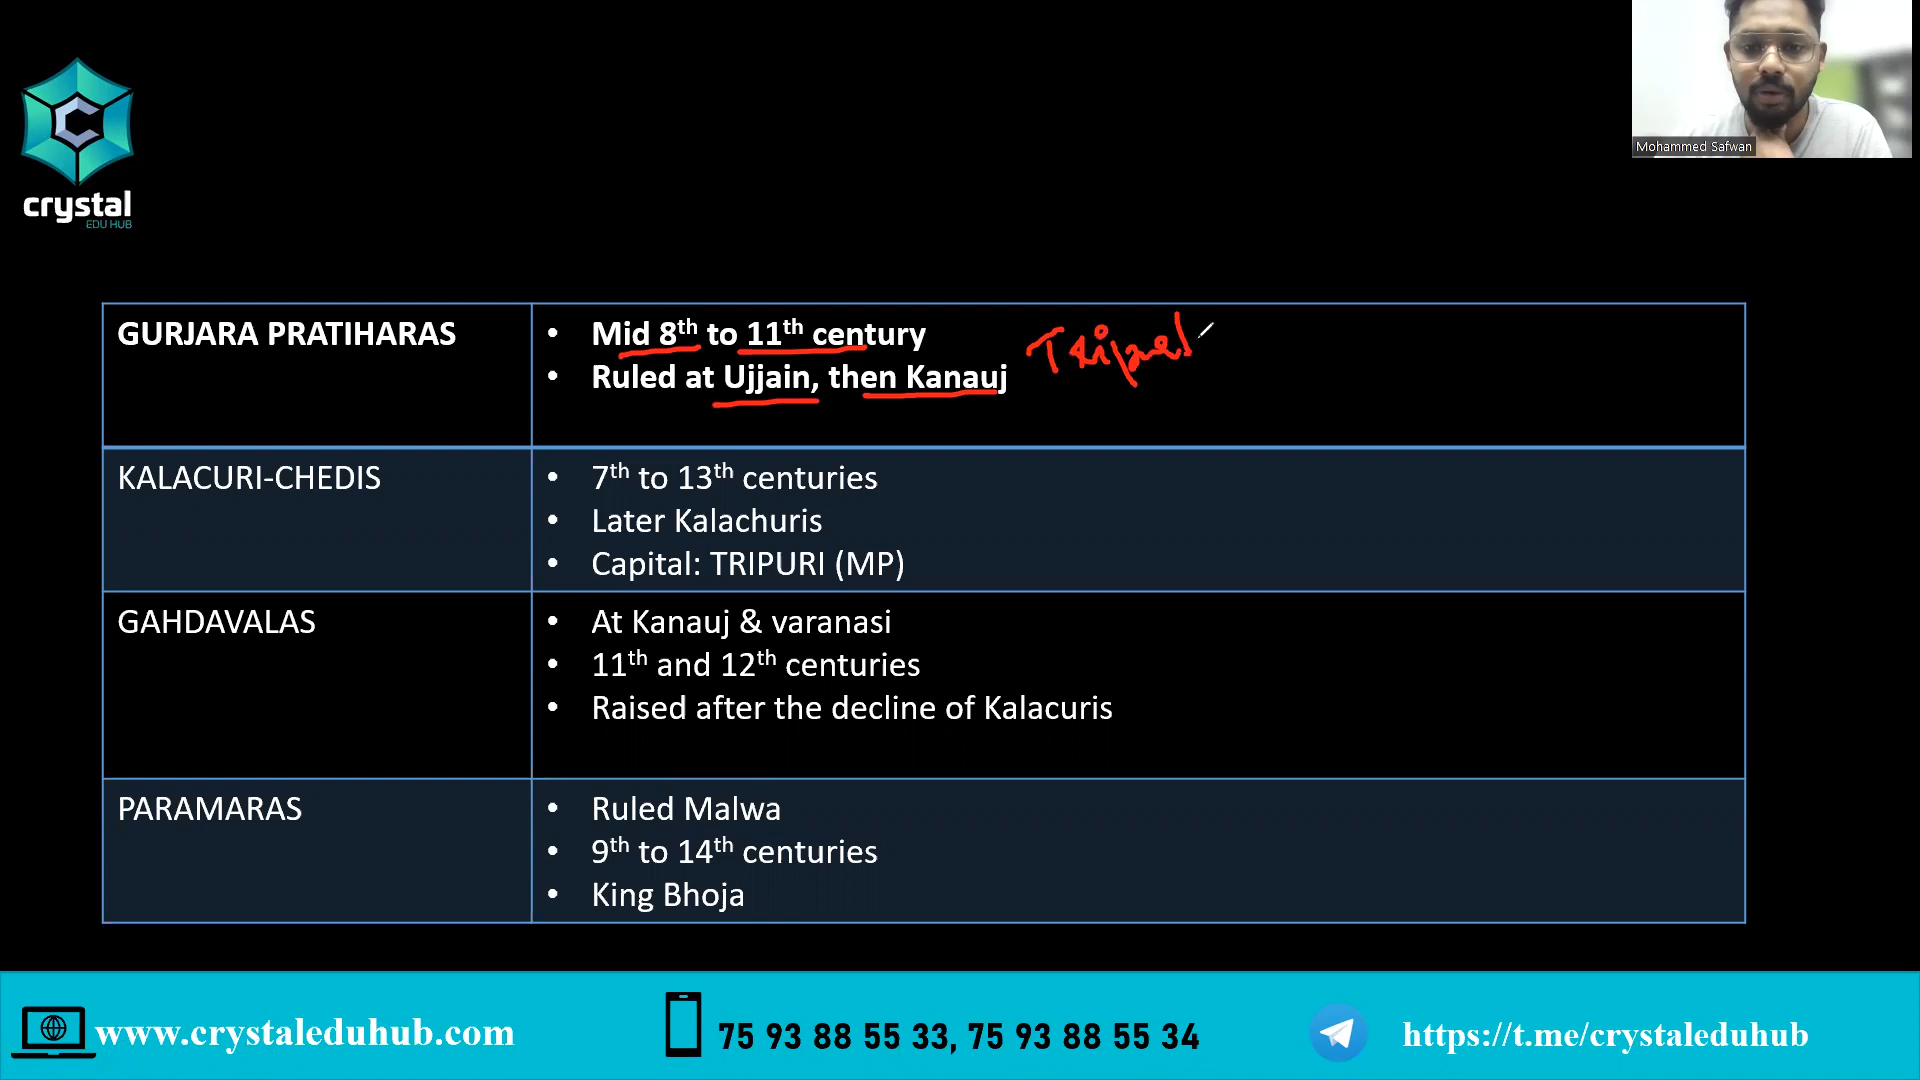 Mohammed Safwan
C
crystal
EDU HUB
GURJARA PRATIHARAS
• Mid 8th to 11th century
• Ruled at Ujjain, then Kanauj
KALACURI-CHEDIS
• 7th to 13th centuries
• Later Kalachuris
• Capital: TRIPURI (MP)
GAHDAVALAS
• At Kanauj & varanasi
• 11th and 12th centuries
• Raised after the decline of Kalacuris
PARAMARAS
• Ruled Malwa
• 9th to 14th centuries
• King Bhoja
www.crystaleduhub.com
75 93 88 55 33, 75 93 88 55 34
https://t.me/crystaleduhub